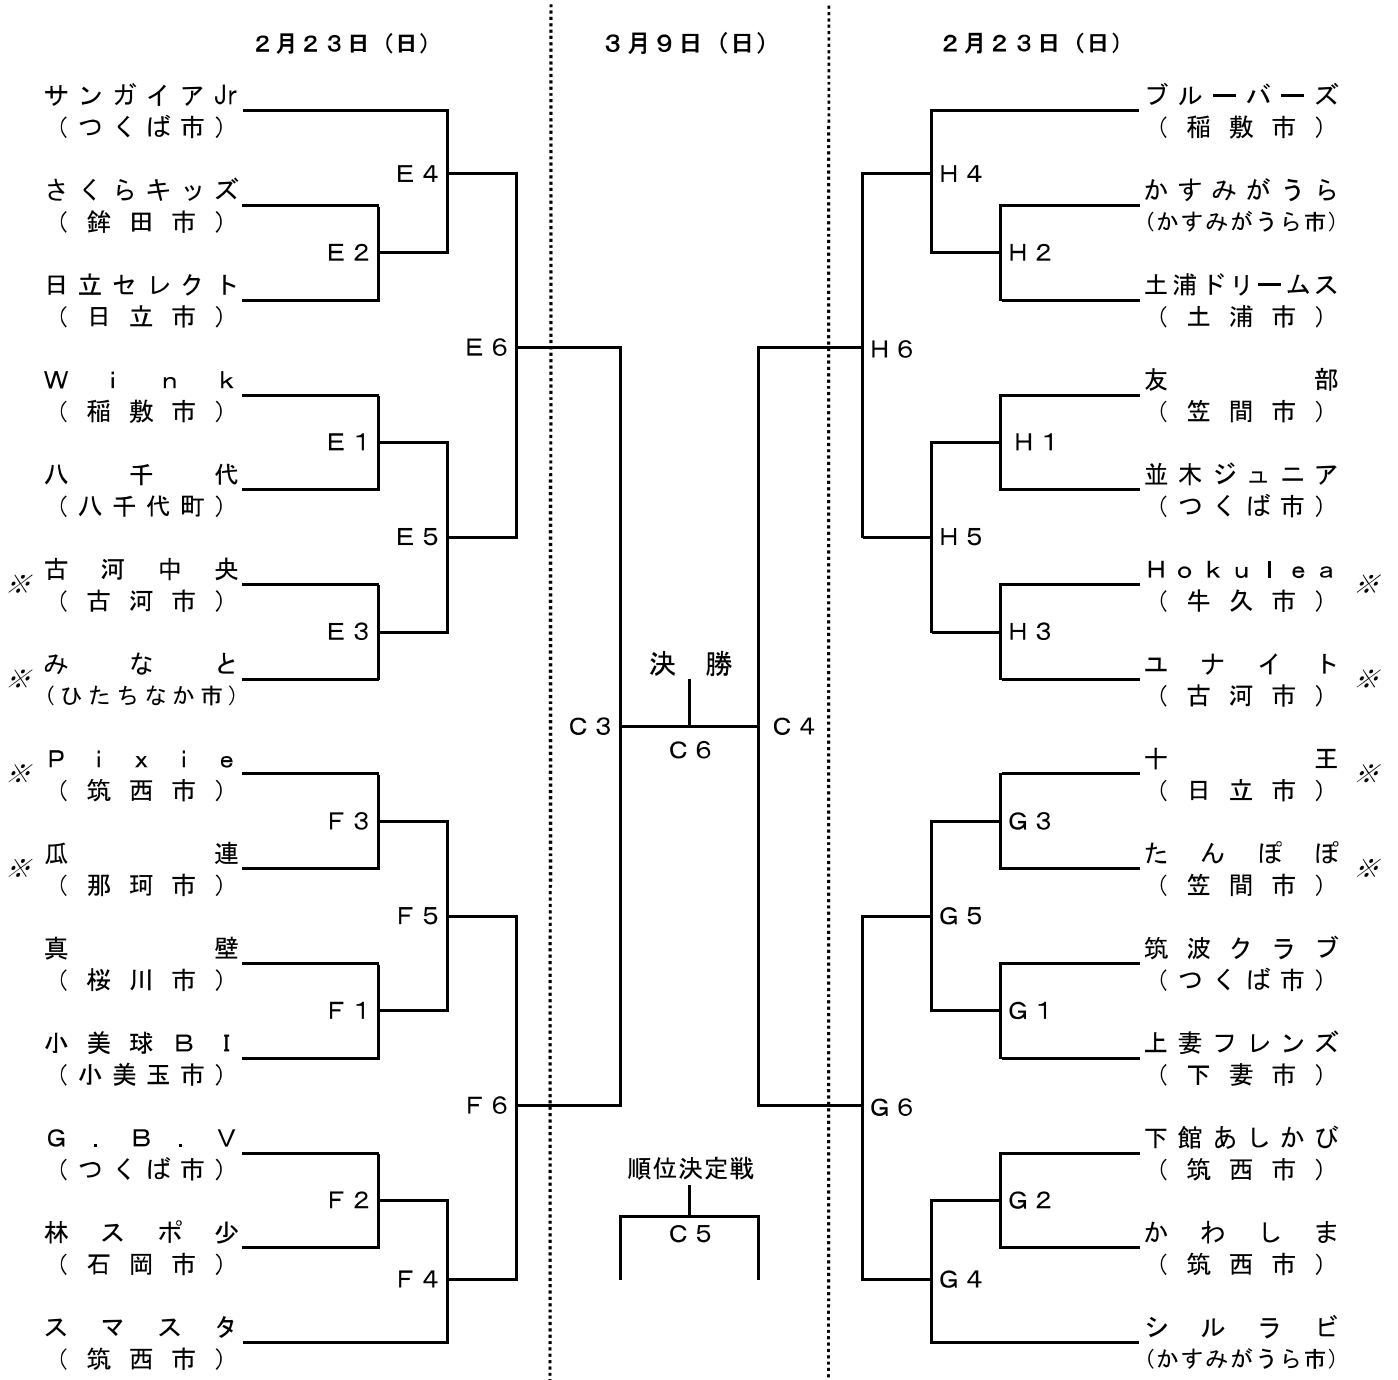 2月23日（日）
3月9日（日）
2月23日（日）
サンガイアJr
（つくば市）
E4
さくらキッズ
（鉾田市）
E2
日立セレクト
（日立市）
E6
Wink
（稲敷市）
E1
八千代
（八千代町）
E5
※ 古河中央
（古河市）
E3
※ みなと
（ひたちなか市）
C3
※ Pixie
（筑西市）
F3
※ 瓜連
（那珂市）
F5
真壁
（桜川市）
F1
小美球BI
（小美玉市）
F6
G.B.V
（つくば市）
F2
林スポ少
（石岡市）
F4
スマスタ
（筑西市）
決勝
C6
順位決定戦
C5
ブルーバーズ
（稲敷市）
H4
かすみがうら
（かすみがうら市）
H2
土浦ドリームス
（土浦市）
H6
友部
（笠間市）
H1
並木ジュニア
（つくば市）
H5
Hokulea ※
（牛久市）
H3
ユナイト ※
（古河市）
C4
十王 ※
（日立市）
G3
たんぽぽ ※
（笠間市）
G5
筑波クラブ
（つくば市）
G1
上妻フレンズ
（下妻市）
G6
下館あしかび
（筑西市）
G2
かわしま
（筑西市）
G4
シルラビ
（かすみがうら市）